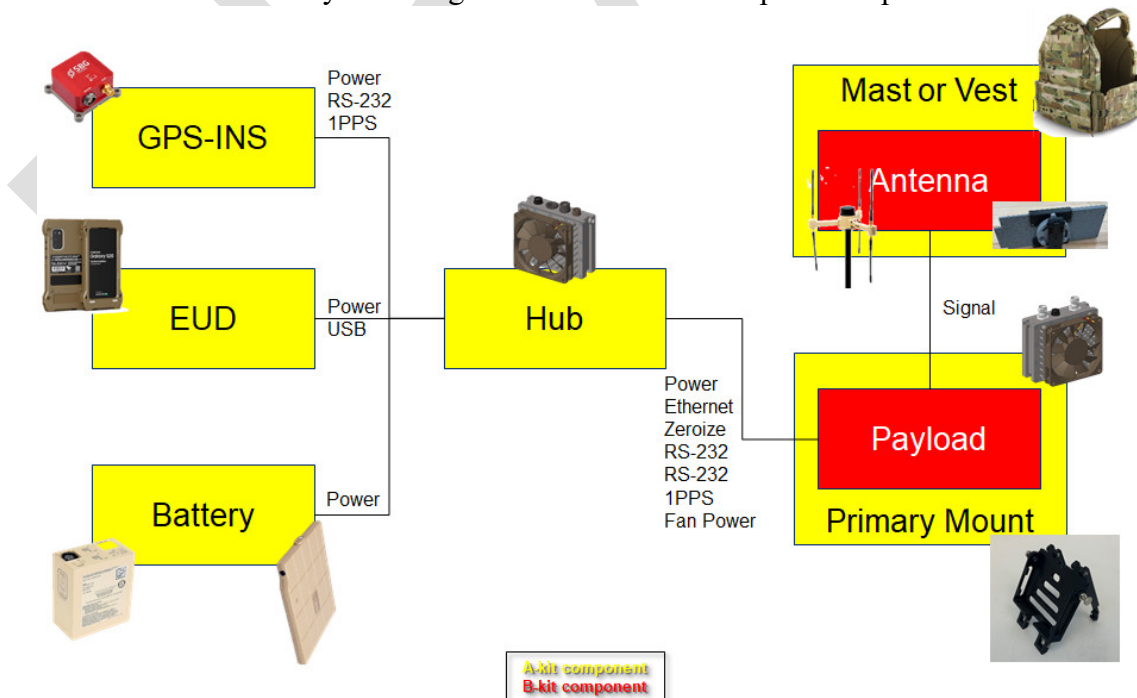 Power
RS-232
1PPS
GPS-INS
SBG
Mast or Vest
Antenna
EUD
Power
USB
Hub
Signal
Power
Ethernet
Zeroize
RS-232
RS-232
1PPS
Fan Power
Payload
Primary Mount
Battery
Power
A-kit component
B-kit component